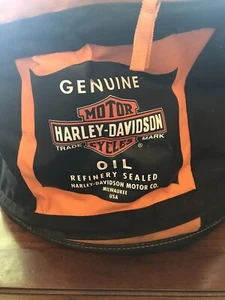 GENUINE
MOTOR
HARLEY-DAVIDSON
TRADE MARK
CYCLES
OIL
REFINERY SEALED
HARLEY-DAVIDSON MOTOR CO.
MILWAUKEE
USA